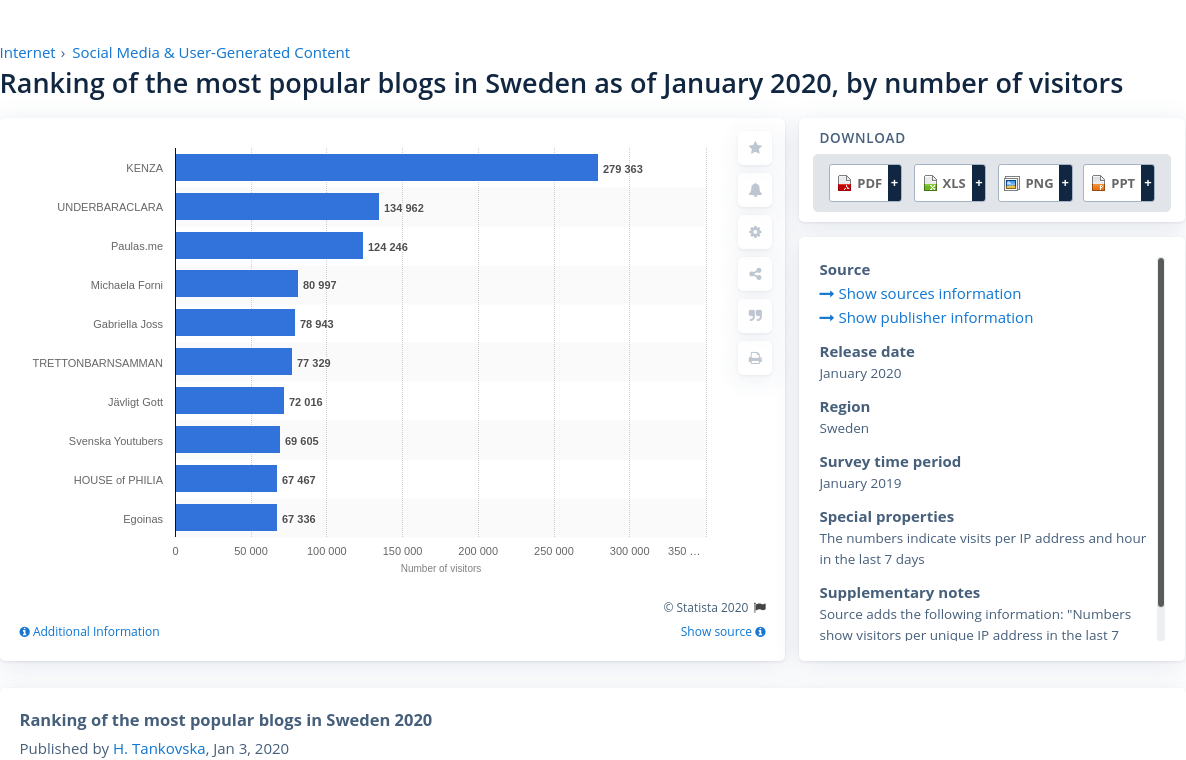 Internet › Social Media & User-Generated Content
Ranking of the most popular blogs in Sweden as of January 2020, by number of visitors
KENZA
279 363
UNDERBARACLARA
134 962
Paulas.me
124 246
Michaela Forni
80 997
Gabriella Joss
78 943
TRETTONBARNSAMMAN
77 329
Jävligt Gott
72 016
Svenska Youtubers
69 605
HOUSE of PHILIA
67 467
Egoinas
67 336
0 50 000 100 000 150 000 200 000 250 000 300 000 350 …
Number of visitors
© Statista 2020
Additional Information
Show source
DOWNLOAD
PDF + XLS + PNG + PPT +
Source
Show sources information
Show publisher information
Release date
January 2020
Region
Sweden
Survey time period
January 2019
Special properties
The numbers indicate visits per IP address and hour
in the last 7 days
Supplementary notes
Source adds the following information: "Numbers
show visitors per unique IP address in the last 7
Ranking of the most popular blogs in Sweden 2020
Published by H. Tankovska, Jan 3, 2020